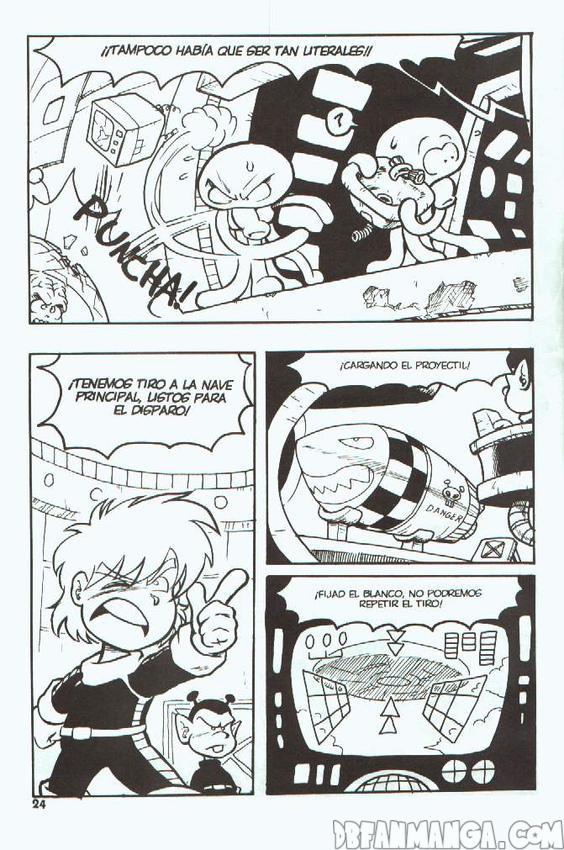 ¡¡TAMPOCO HABÍA QUE SER TAN LITERALES!!
?
PUNCHA!
¡TENEMOS TIRO A LA NAVE
PRINCIPAL, LISTOS PARA
EL DISPARO!
¡CARGANDO EL PROYECTIL!
DANGER
¡FIJAD EL BLANCO, NO PODREMOS
REPETIR EL TIRO!
24
DBFANMANGA.COM